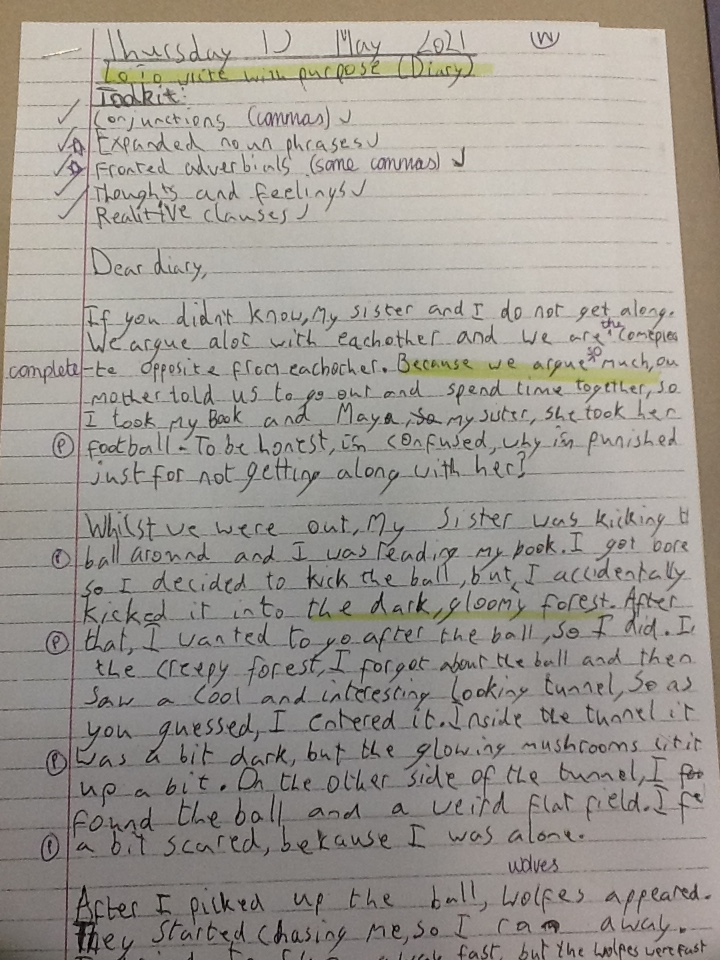 Thursday 13 May 2021 W
Lo: To write with purpose (Diary)
Toolkit:
Conjunctions (commas)
Expanded noun phrases
Fronted adverbials (some commas)
Thoughts and feelings
Realitive clauses
Dear diary,
If you didn't know, My sister and I do not get along.
We argue alot with eachother and we are the
complete -te opposite from eachother. Because we argue so much, ou
mother told us to go out and spend time together, so
I took my Book and Maya, so my sister, she took her
P football - To be honest, im confused, why im punished
just for not getting along with her?
Whilst we were out, My sister was kicking
P ball around and I was reading my book. I got bore
so I decided to kick the ball, but, I accidentally
kicked it into the dark, gloomy forest. After
P that, I wanted to go after the ball, so I did. I
the creepy forest, I forgot about the ball and then
saw a cool and interesting looking tunnel, So as
you guessed, I entered it. Inside the tunnel it
P was a bit dark, but the glowing mushrooms lit it
up a bit. On the other side of the tunnel, I
found the ball and a weird flat field. I fe
P a bit scared, bekause I was alone.
wolves
After I picked up the ball, wolfes appeared.
They started chasing me, so I ran away.
fast, but the wolfes were fast